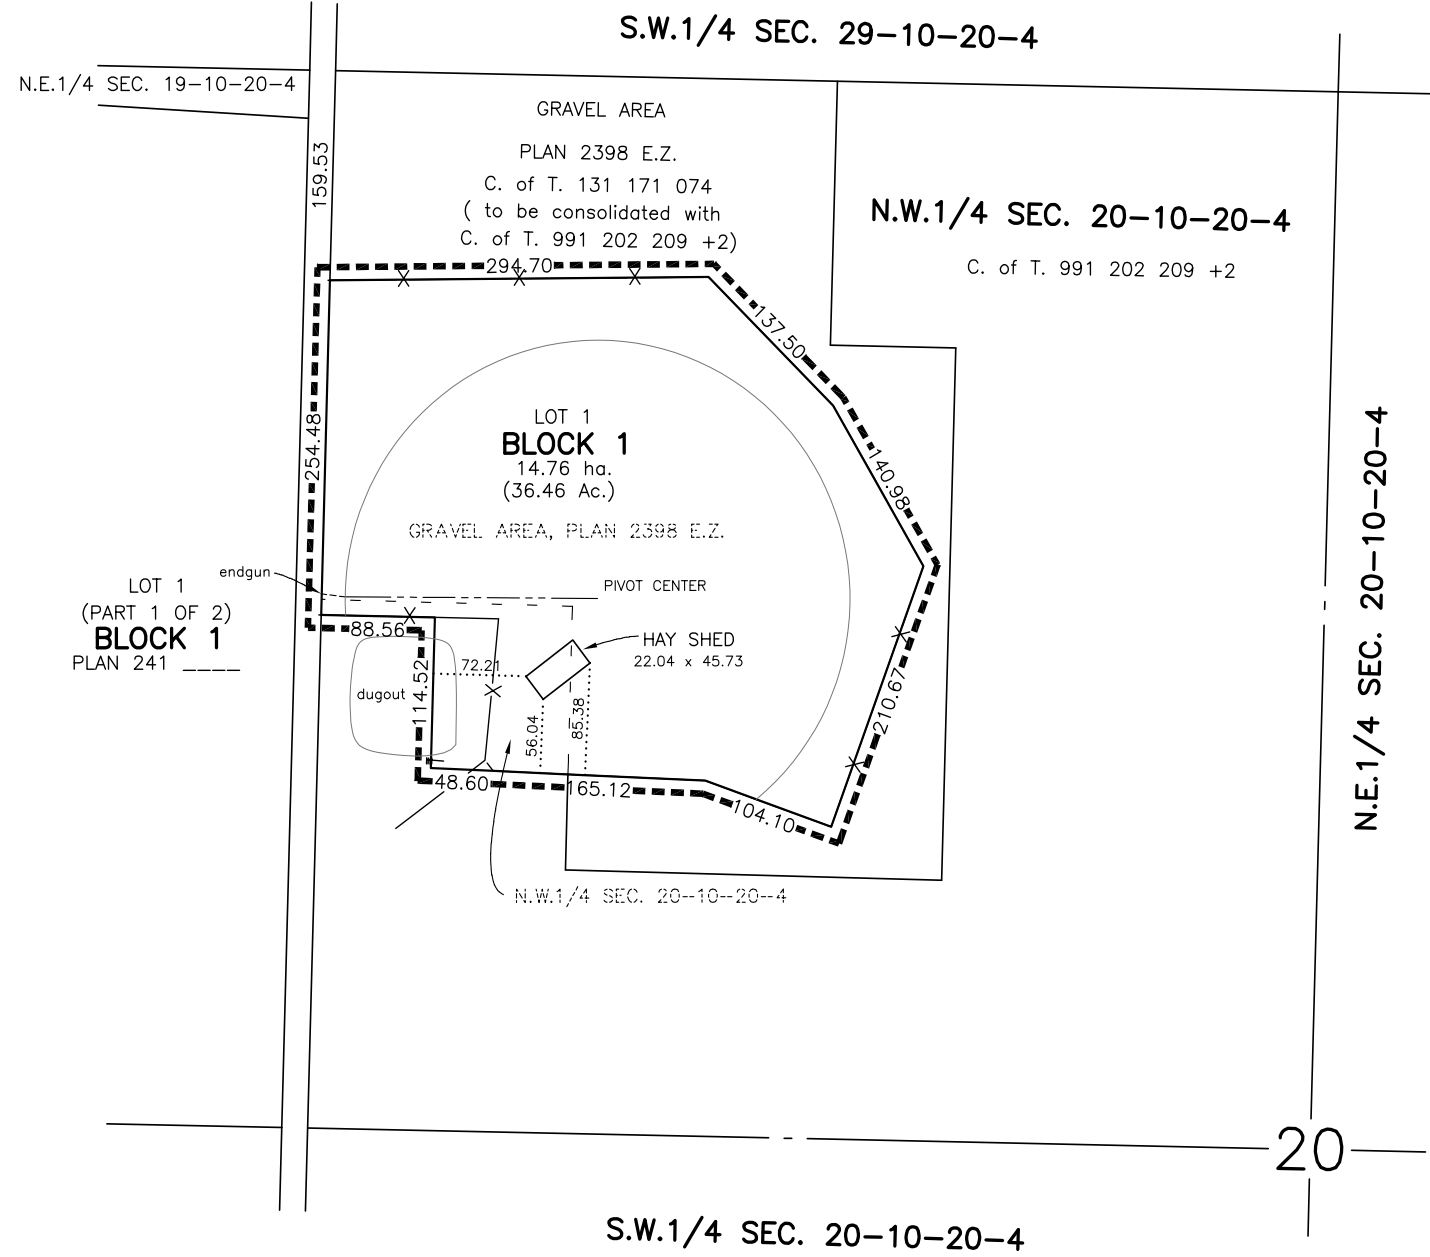 S.W.1/4 SEC. 29-10-20-4
N.E.1/4 SEC. 19-10-20-4
GRAVEL AREA
159.53
PLAN 2398 E.Z.
C. of T. 131 171 074
( to be consolidated with
C. of T. 991 202 209 +2)
N.W.1/4 SEC. 20-10-20-4
C. of T. 991 202 209 +2
294.70
137.50
LOT 1
BLOCK 1
14.76 ha.
(36.46 Ac.)
254.48
140.98
GRAVEL AREA, PLAN 2398 E.Z.
N.E.1/4 SEC. 20-10-20-4
endgun
PIVOT CENTER
LOT 1
(PART 1 OF 2)
BLOCK 1
PLAN 241 ____
88.56
HAY SHED
22.04 x 45.73
72.21
dugout
114.52
56.04
85.38
210.67
48.60
165.12
104.10
N.W.1/4 SEC. 20-10-20-4
20
S.W.1/4 SEC. 20-10-20-4